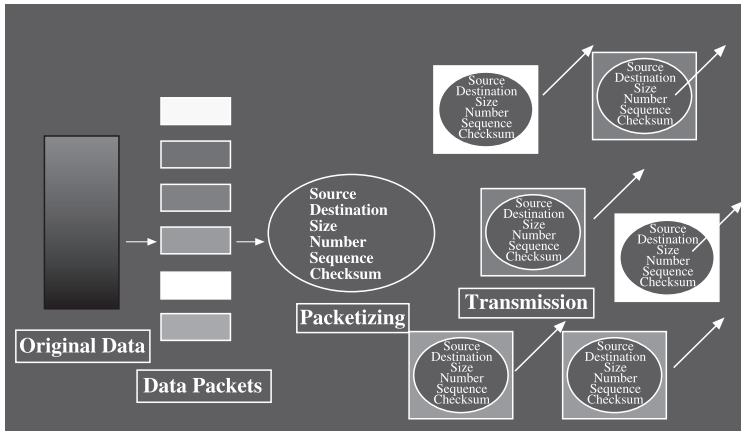 Original Data
Data Packets
Source
Destination
Size
Number
Sequence
Checksum
Packetizing
Source
Destination
Size
Number
Sequence
Checksum
Source
Destination
Size
Number
Sequence
Checksum
Source
Destination
Size
Number
Sequence
Checksum
Source
Destination
Size
Number
Sequence
Checksum
Transmission
Source
Destination
Size
Number
Sequence
Checksum
Source
Destination
Size
Number
Sequence
Checksum